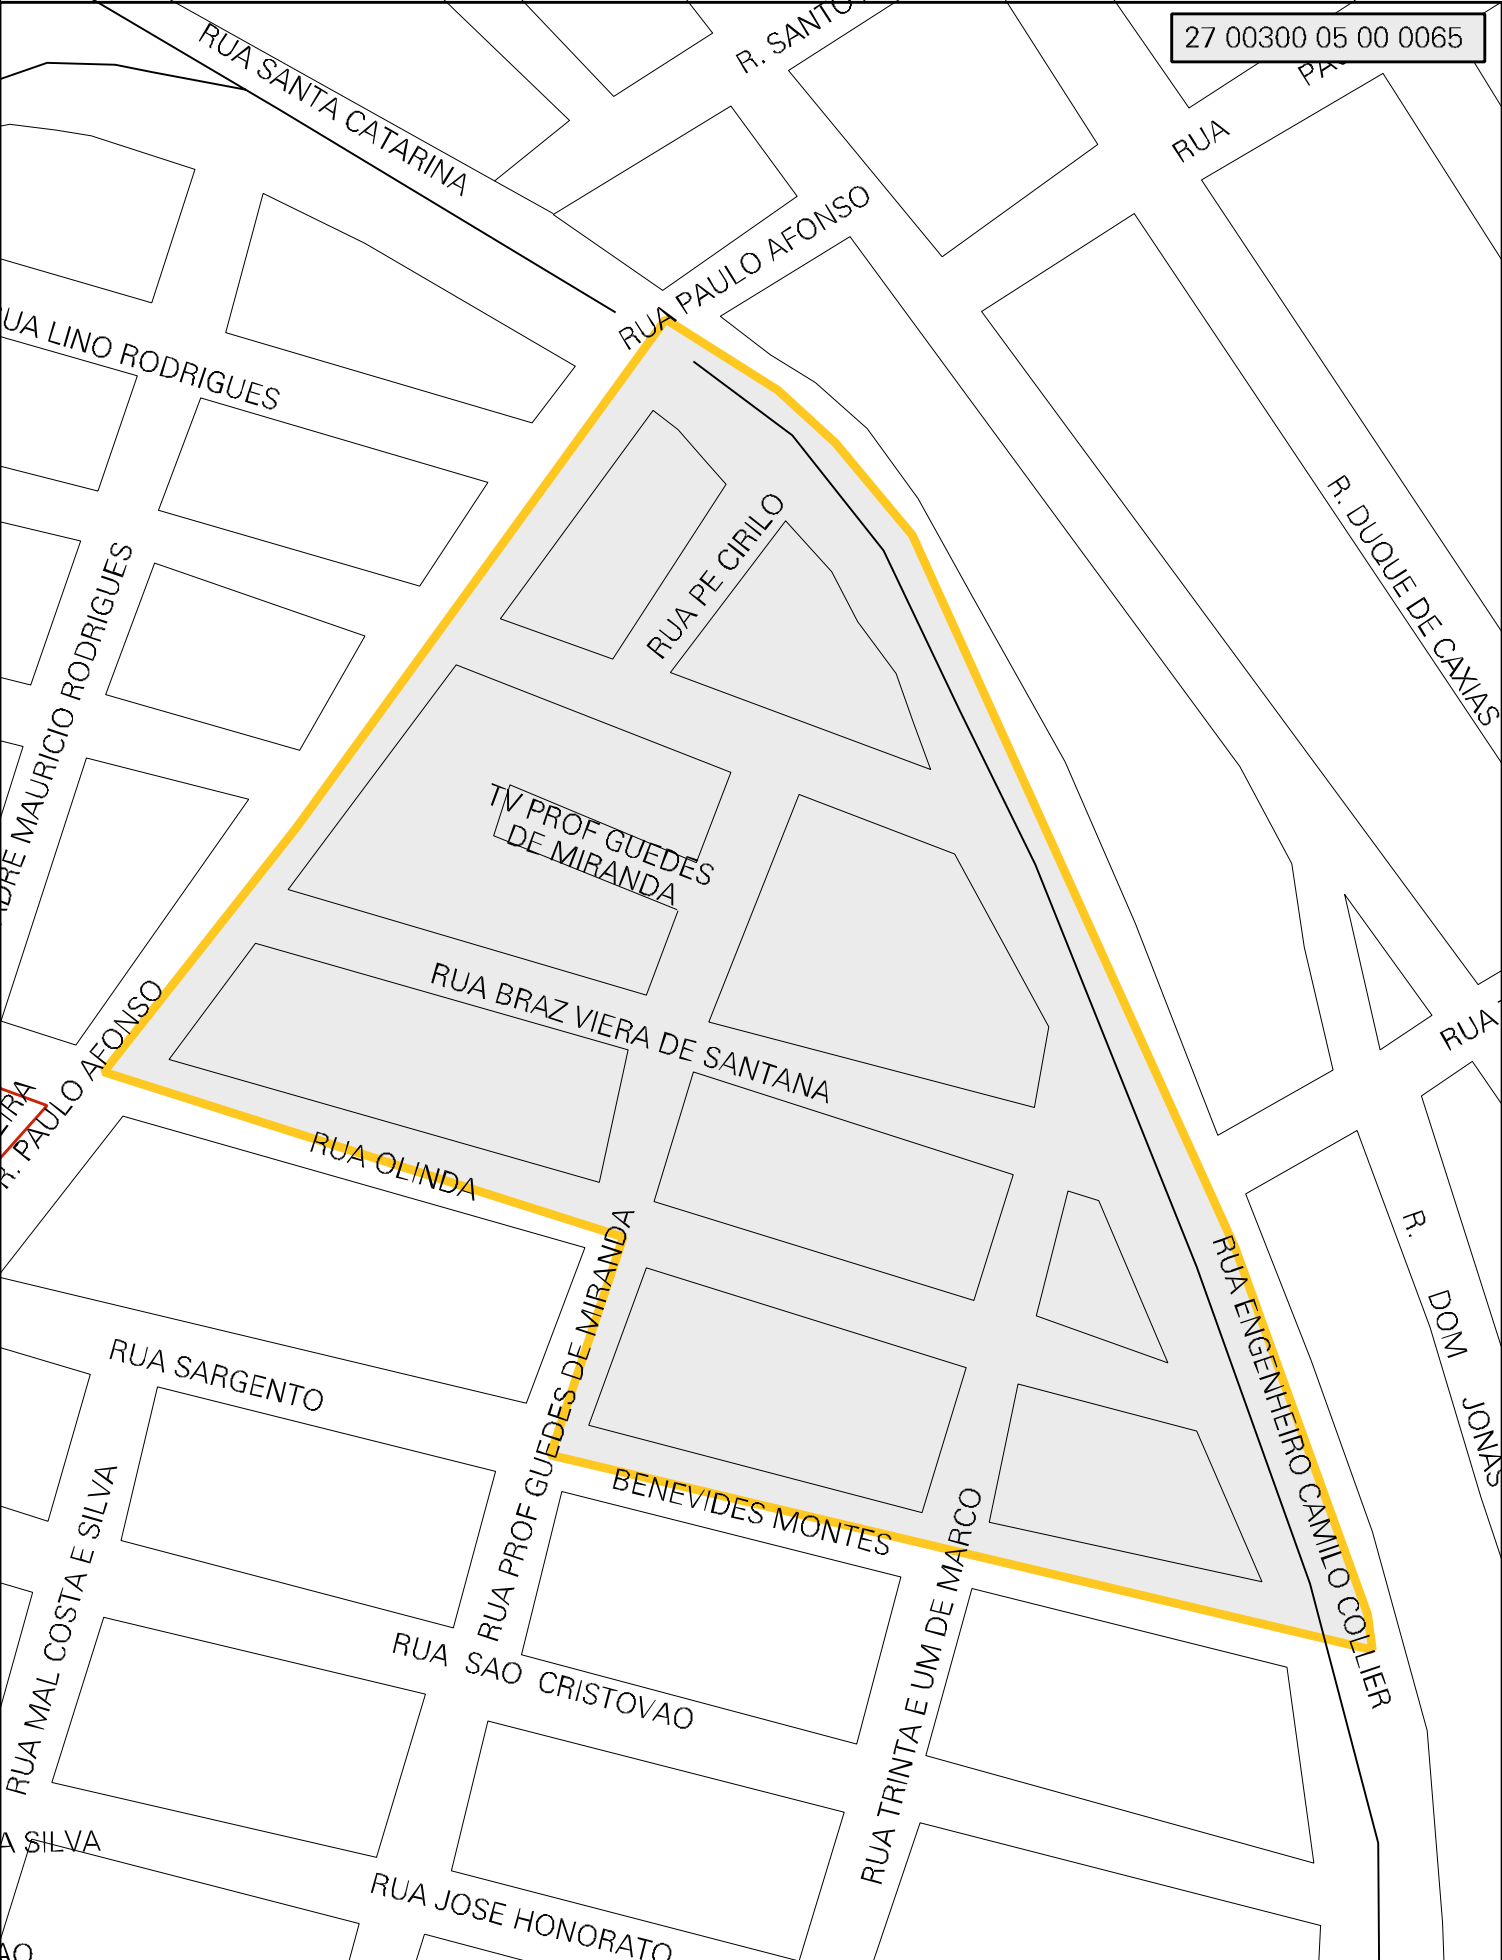 27 00300 05 00 0065
R. SANTO
RUA
RUA SANTA CATARINA
RUA PAULO AFONSO
UA LINO RODRIGUES
R. DUQUE DE CAXIAS
RUA PE CIRILO
DRE MAURICIO RODRIGUES
TV PROF GUEDES
DE MIRANDA
RUA BRAZ VIERA DE SANTANA
RUA
R. PAULO AFONSO
RUA OLINDA
R. DOM JONAS
RUA ENGENHEIRO CAMILO COLLIER
RUA PROF GUEDES DE MIRANDA
RUA SARGENTO
BENEVIDES MONTES
RUA MAL COSTA E SILVA
RUA TRINTA E UM DE MARCO
RUA SAO CRISTOVAO
A SILVA
RUA JOSE HONORATO